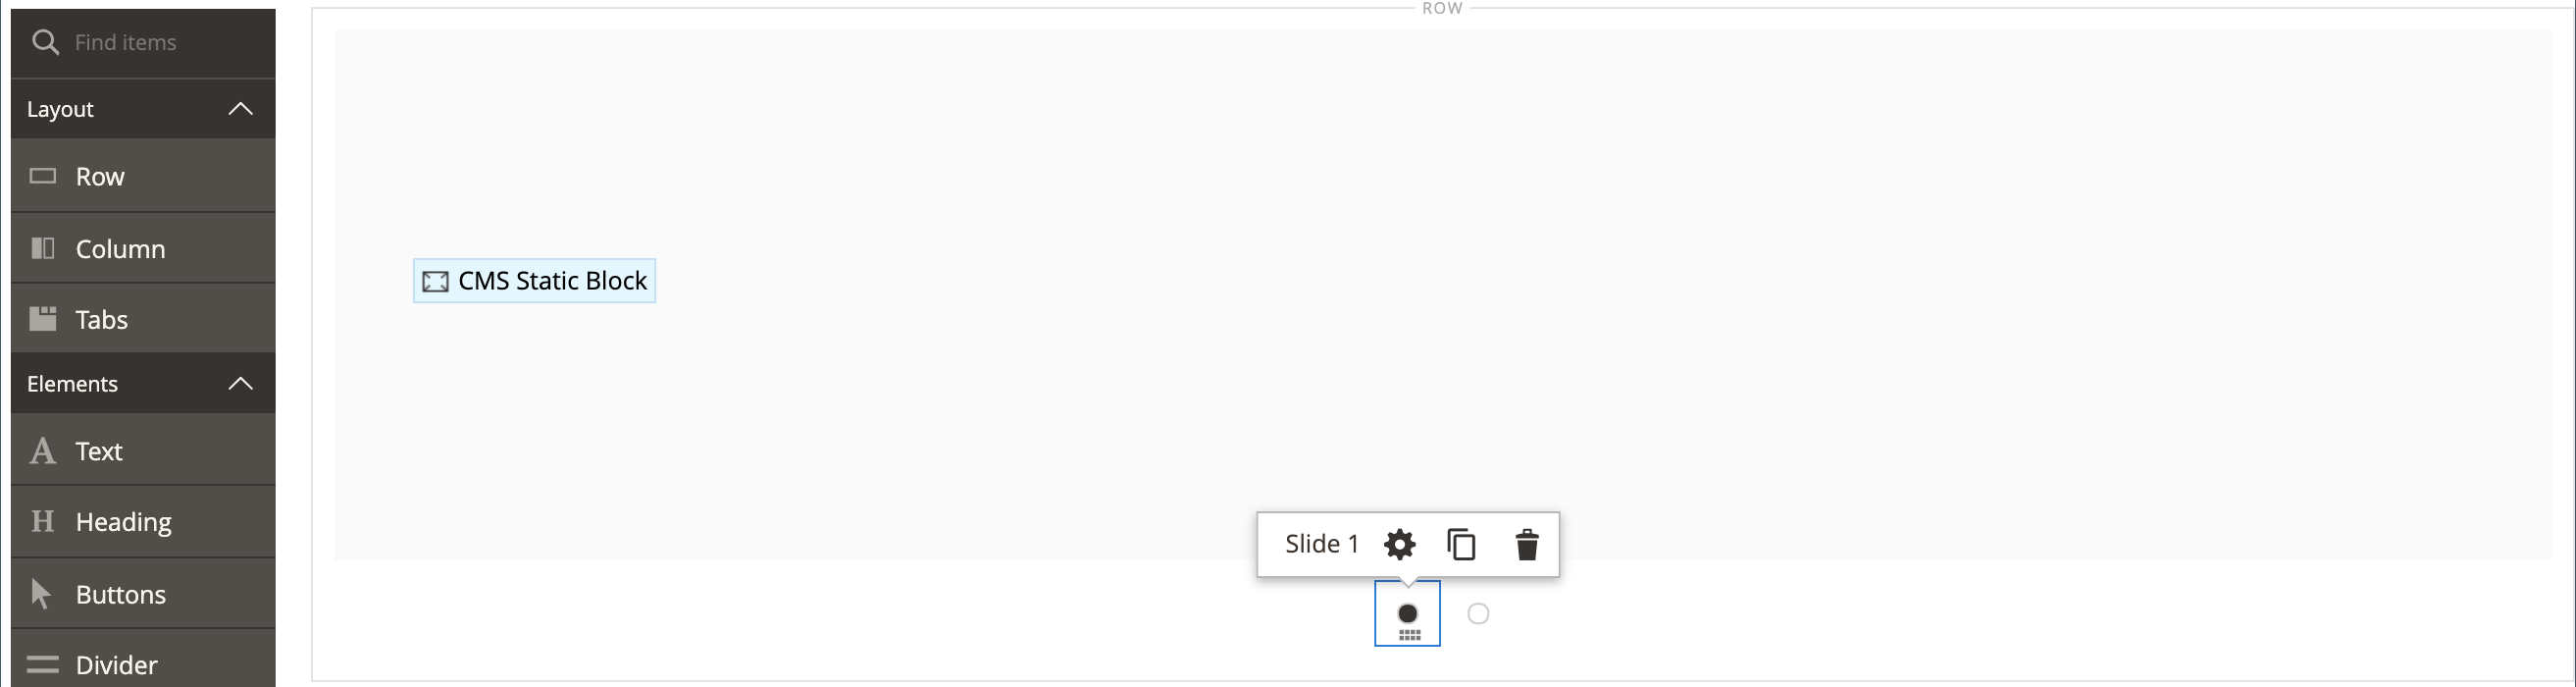 Find items
Layout
Row
Column
Tabs
Elements
Text
Heading
Buttons
Divider
ROW
CMS Static Block
Slide 1